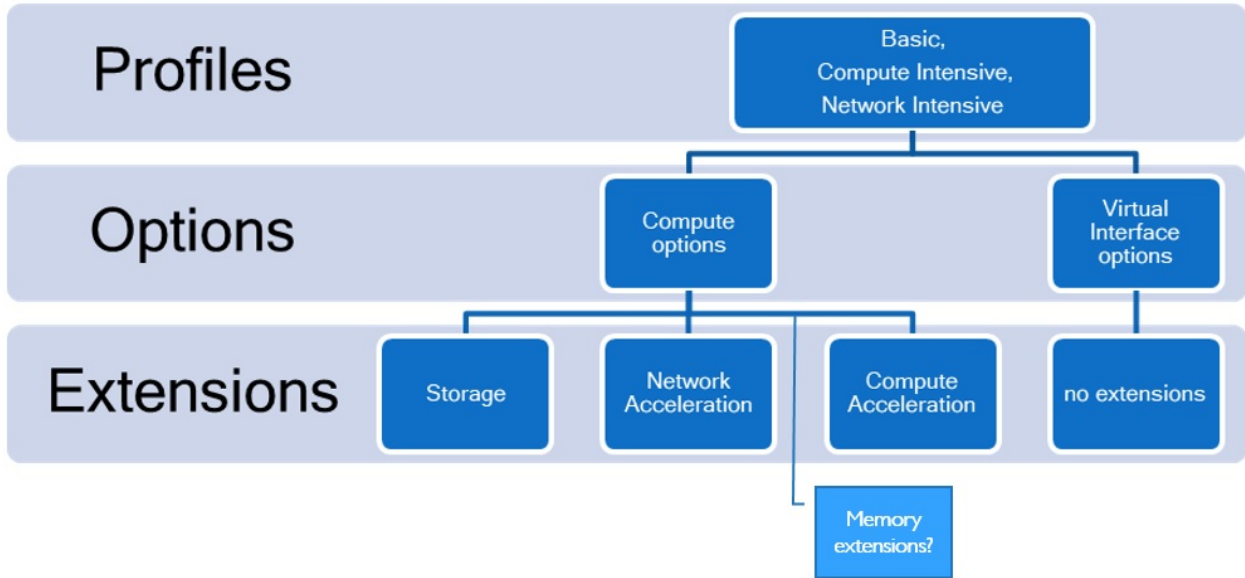 Profiles
Basic,
Compute Intensive,
Network Intensive
Options
Compute
options
Virtual
Interface
options
Extensions
Storage
Network
Acceleration
Compute
Acceleration
no extensions
Memory
extensions?